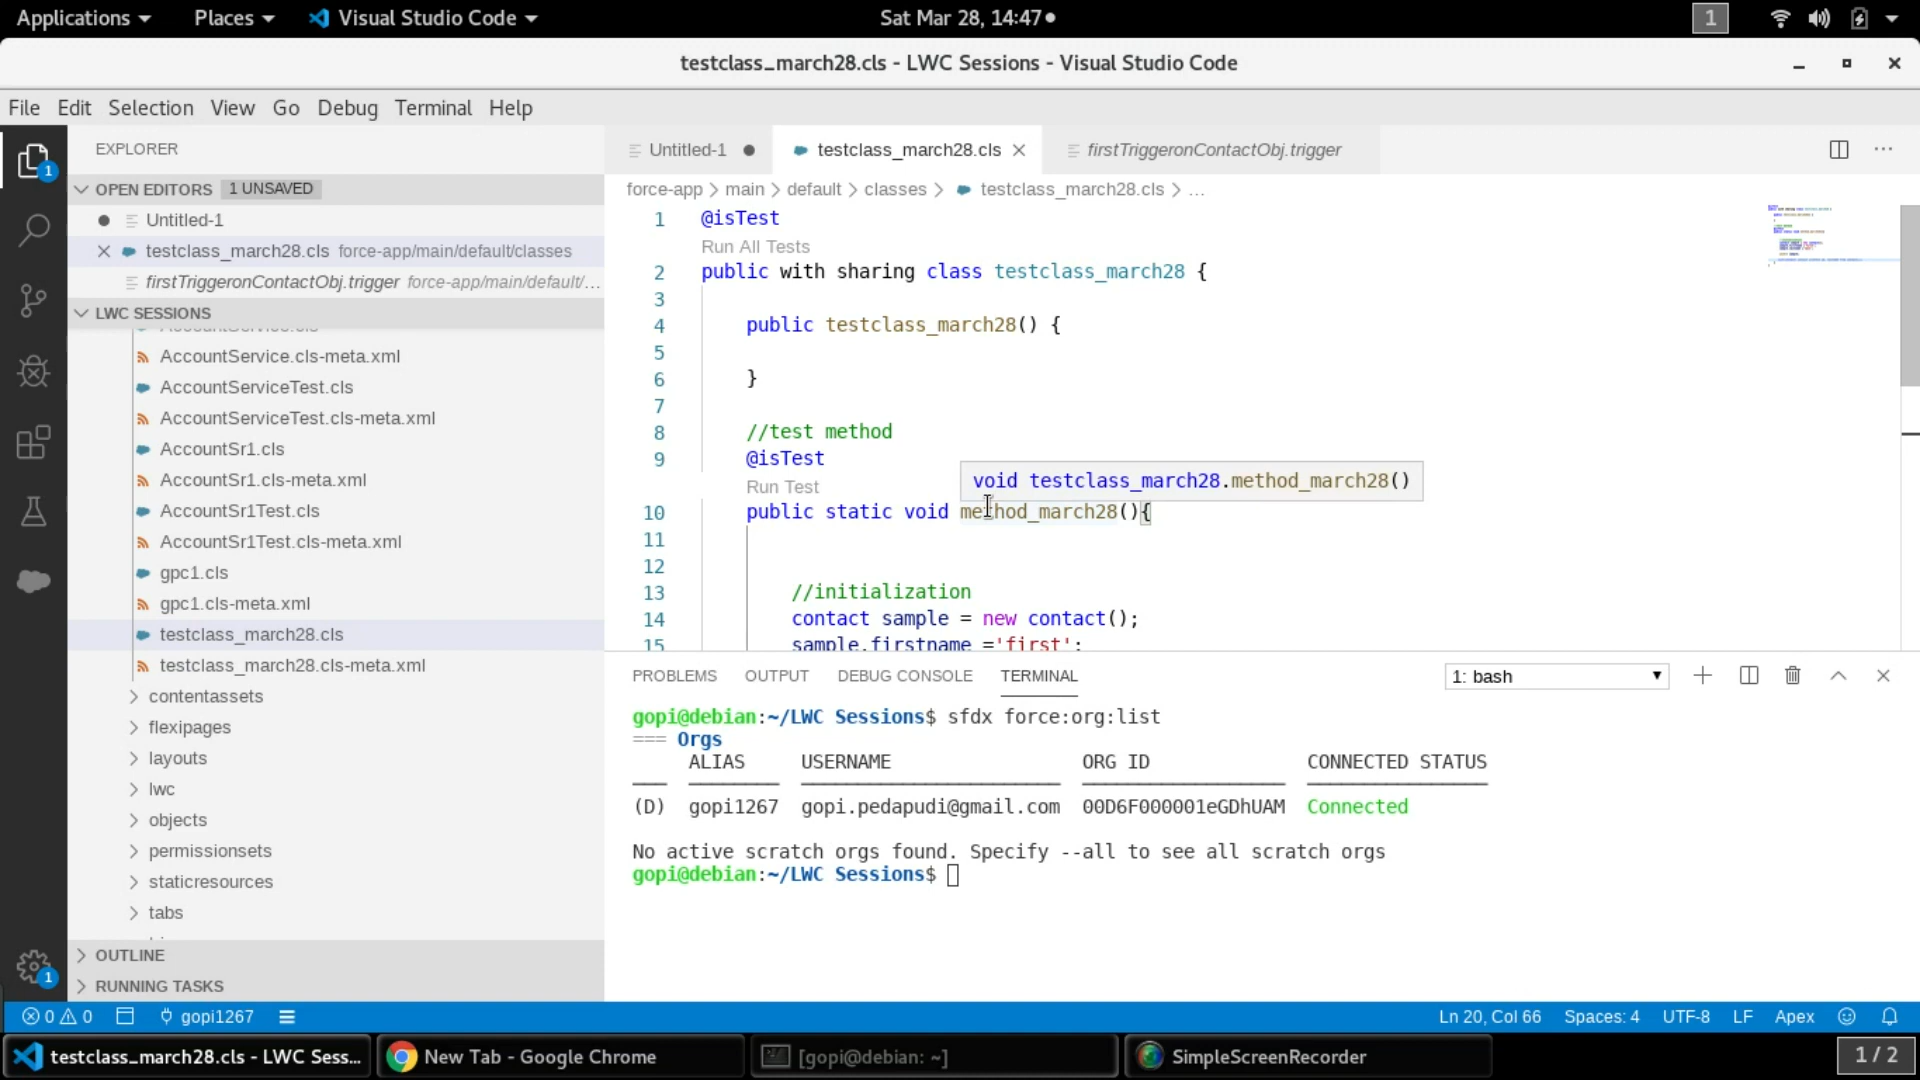 Applications
Places
Visual Studio Code
Sat Mar 28, 14:47
1
testclass_march28.cls - LWC Sessions - Visual Studio Code
File Edit Selection View Go Debug Terminal Help
1
EXPLORER
OPEN EDITORS 1 UNSAVED
Untitled-1
testclass_march28.cls force-app/main/default/classes
firstTriggeronContactObj.trigger force-app/main/default/...
LWC SESSIONS
AccountService.cls
AccountService.cls-meta.xml
AccountServiceTest.cls
AccountServiceTest.cls-meta.xml
AccountSr1.cls
AccountSr1.cls-meta.xml
AccountSr1Test.cls
AccountSr1Test.cls-meta.xml
gpc1.cls
gpc1.cls-meta.xml
testclass_march28.cls
testclass_march28.cls-meta.xml
contentassets
flexipages
layouts
lwc
objects
permissionsets
staticresources
tabs
OUTLINE
RUNNING TASKS
1
Untitled-1
testclass_march28.cls
firstTriggeronContactObj.trigger
force-app > main > default > classes > testclass_march28.cls > ...
1 @isTest
Run All Tests
2 public with sharing class testclass_march28 {
3
4 public testclass_march28() {
5
6 }
7
8 //test method
9 @isTest
void testclass_march28.method_march28()
Run Test
10 public static void method_march28(){
11
12
13 //initialization
14 contact sample = new contact();
15 sample.firstname ='first';
PROBLEMS OUTPUT DEBUG CONSOLE TERMINAL
1: bash
gopi@debian:~/LWC Sessions$ sfdx force:org:list
=== Orgs
ALIAS USERNAME ORG ID CONNECTED STATUS
(D) gopi1267 gopi.pedapudi@gmail.com 00D6F000001eGDhUAM Connected
No active scratch orgs found. Specify --all to see all scratch orgs
gopi@debian:~/LWC Sessions$
0 0 gopi1267
Ln 20, Col 66 Spaces: 4 UTF-8 LF Apex
testclass_march28.cls - LWC Sess...
New Tab - Google Chrome
[gopi@debian: ~]
SimpleScreenRecorder
1 / 2